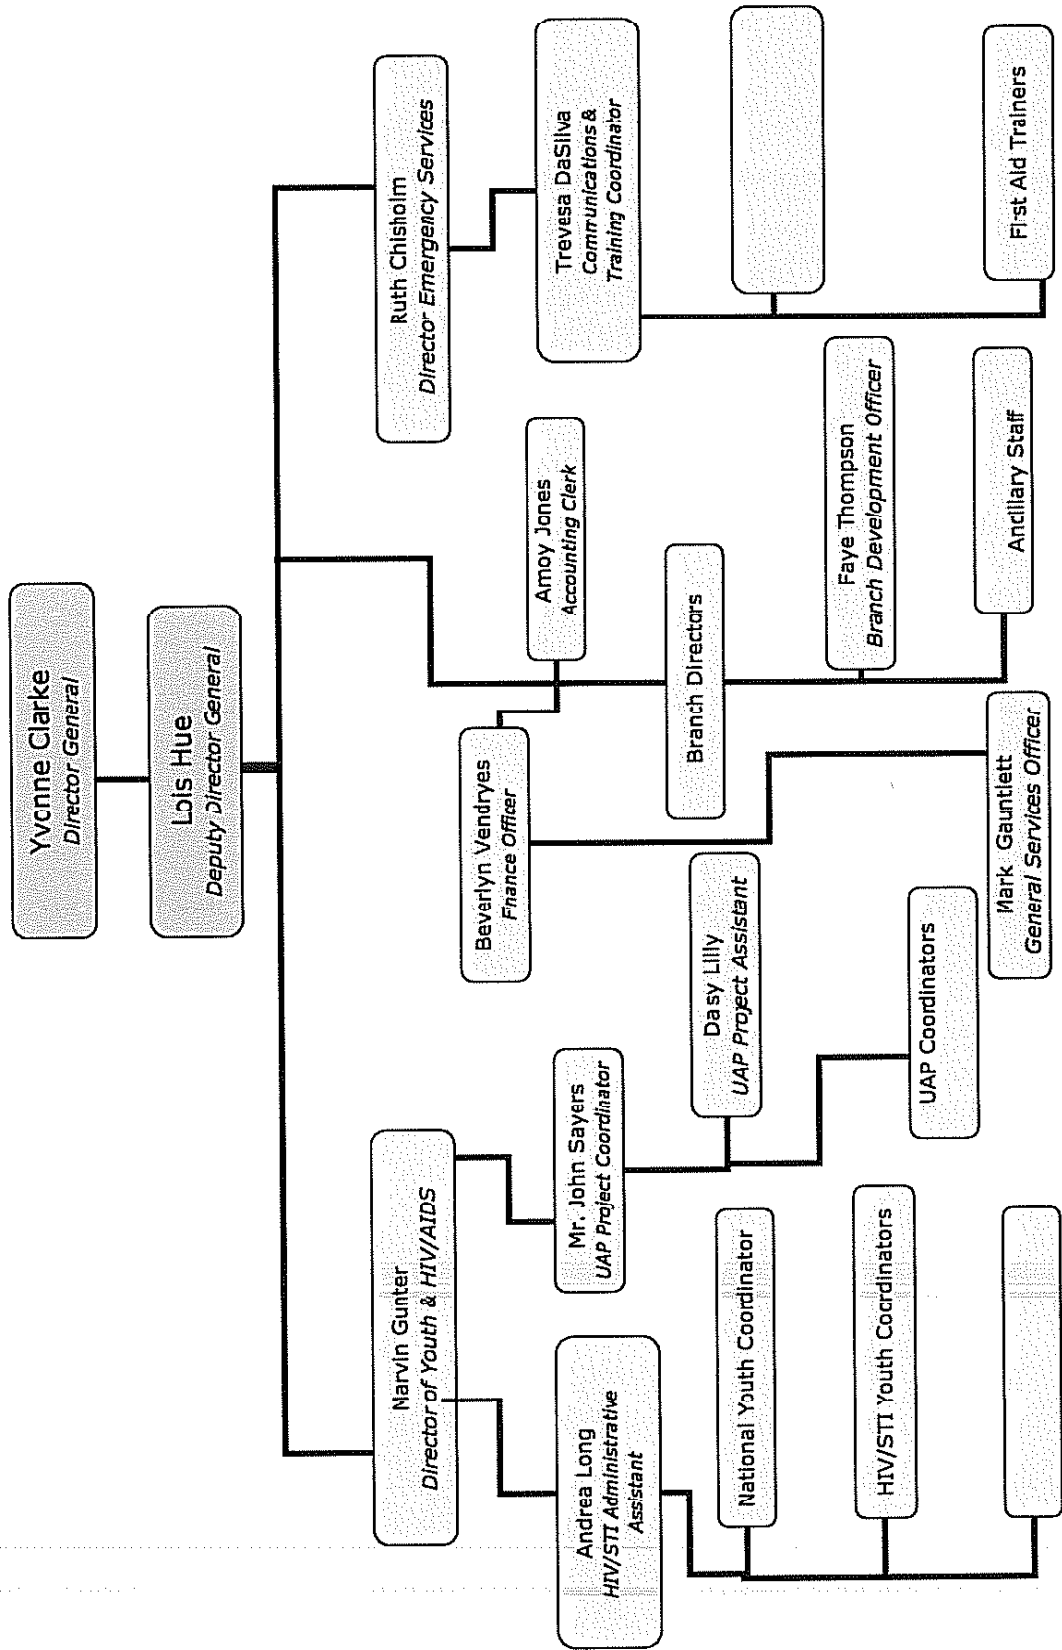 Yvonne Clarke
Director General
Lois Hue
Deputy Director General
Marvin Gunter
Director of Youth & HIV/AIDS
Ruth Chisholm
Director Emergency Services
Andrea Long
HIV/STI Administrative
Assistant
Mr. John Sayers
UAP Project Coordinator
Beverlyn Vendryes
Fnance Officer
Amoy Jones
Accounting Clerk
Trevesa DaSilva
Communications &
Training Coordinator
National Youth Coordinator
Daisy Lilly
UAP Project Assistant
Branch Directors
HIV/STI Youth Coordinators
UAP Coordinators
Faye Thompson
Branch Development Officer
Mark Gauntlett
General Services Officer
Ancillary Staff
First Aid Trainers